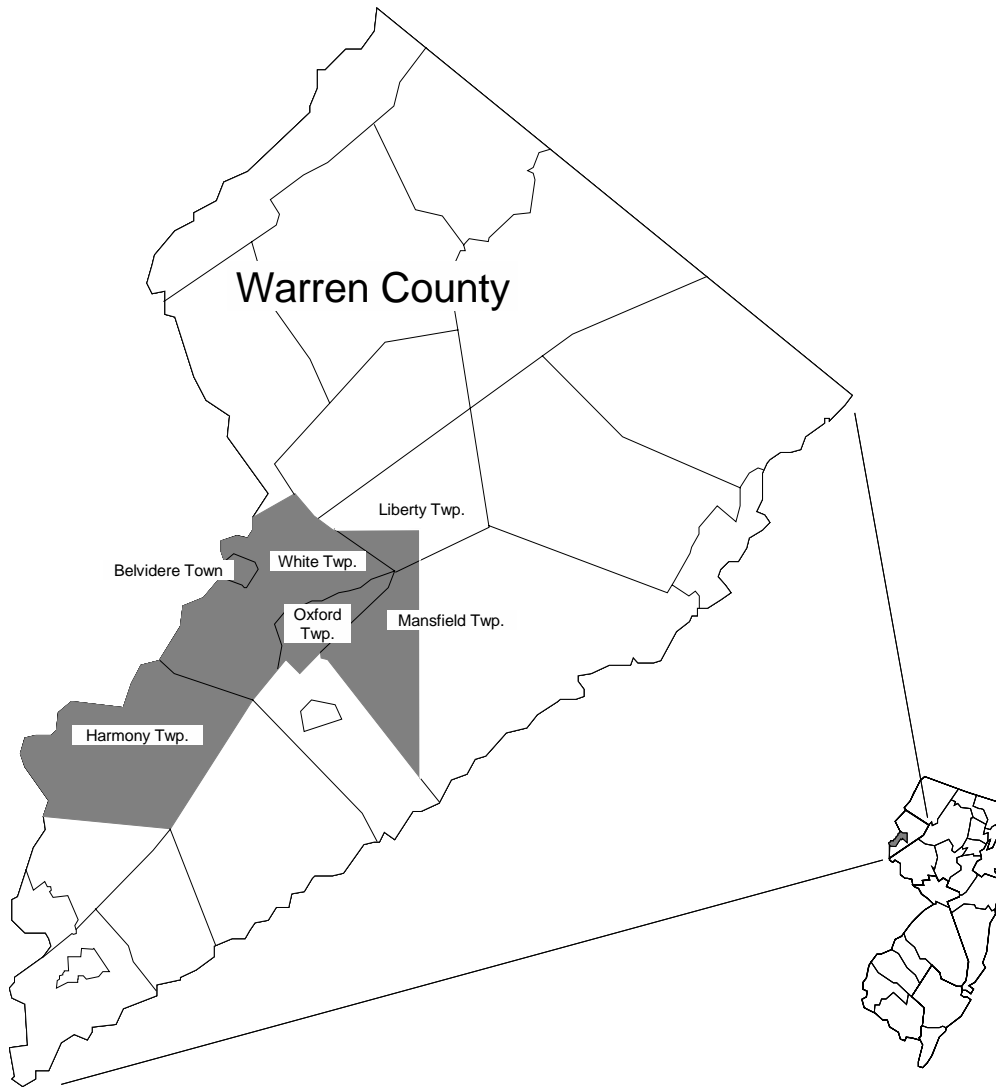 Warren County
Liberty Twp.
White Twp.
Belvidere Town
Oxford
Twp.
Mansfield Twp.
Harmony Twp.